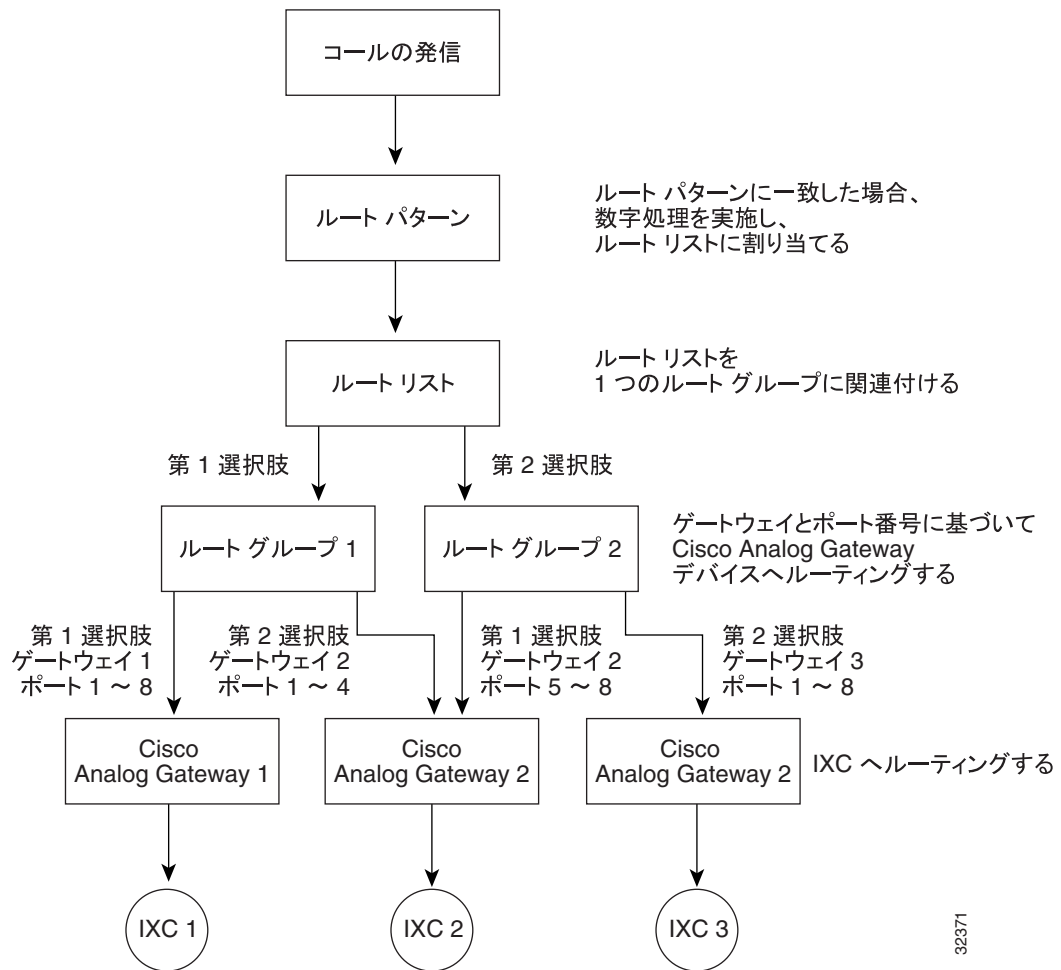 コールの発信
ルート パターン
ルート パターンに一致した場合、
数字処理を実施し、
ルート リストに割り当てる
ルート リスト
ルート リストを
1 つのルート グループに関連付ける
第 1 選択肢
第 2 選択肢
ルート グループ 1
ルート グループ 2
ゲートウェイとポート番号に基づいて
Cisco Analog Gateway
デバイスへルーティングする
第 1 選択肢
ゲートウェイ 1
ポート 1 ～ 8
第 2 選択肢
ゲートウェイ 2
ポート 1 ～ 4
第 1 選択肢
ゲートウェイ 2
ポート 5 ～ 8
第 2 選択肢
ゲートウェイ 3
ポート 1 ～ 8
Cisco
Analog Gateway 1
Cisco
Analog Gateway 2
Cisco
Analog Gateway 2
IXC へルーティングする
IXC 1
IXC 2
IXC 3
32371